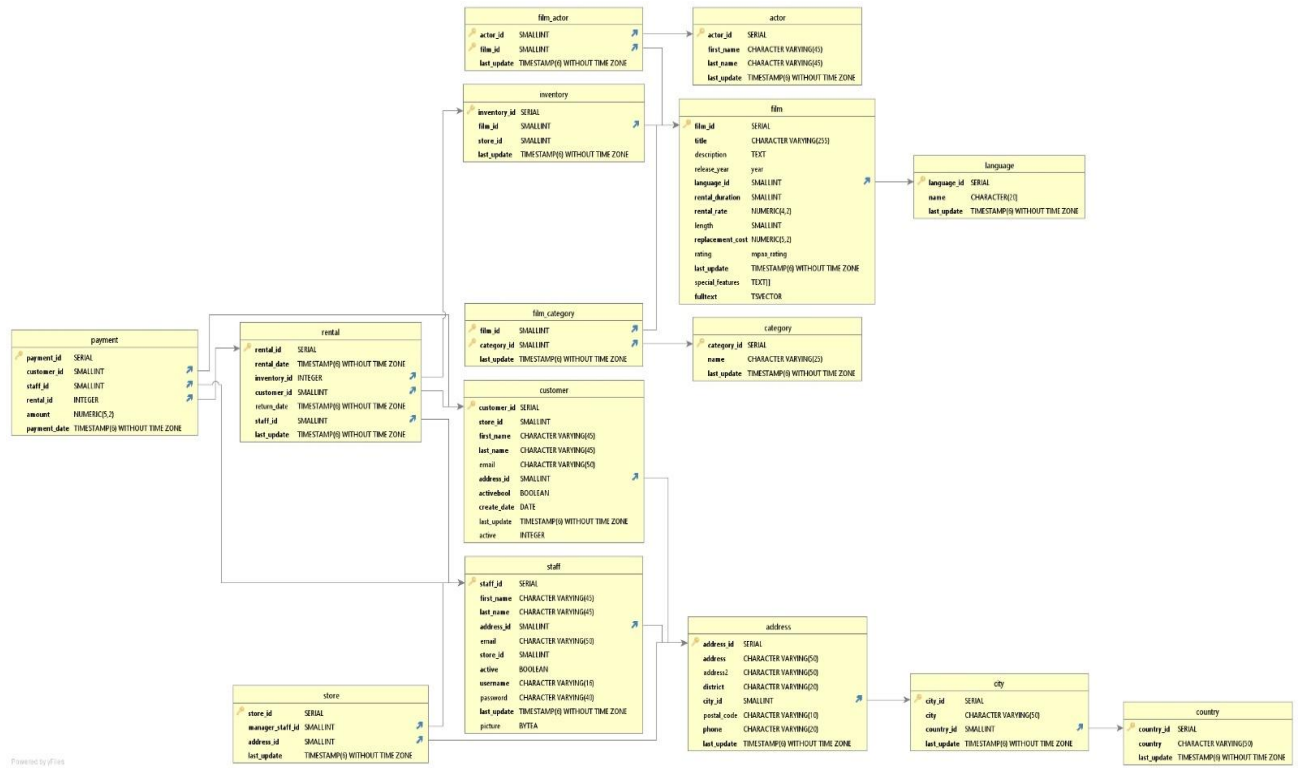 film_actor
actor_id SMALLINT
film_id SMALLINT
last_update TIMESTAMP(6) WITHOUT TIME ZONE
actor
actor_id SERIAL
first_name CHARACTER VARYING(45)
last_name CHARACTER VARYING(45)
last_update TIMESTAMP(6) WITHOUT TIME ZONE
inventory
inventory_id SERIAL
film_id SMALLINT
store_id SMALLINT
last_update TIMESTAMP(6) WITHOUT TIME ZONE
film
film_id SERIAL
title CHARACTER VARYING(255)
description TEXT
release_year year
language_id SMALLINT
rental_duration SMALLINT
rental_rate NUMERIC(4,2)
length SMALLINT
replacement_cost NUMERIC(5,2)
rating mpaa_rating
last_update TIMESTAMP(6) WITHOUT TIME ZONE
special_features TEXT[]
fulltext TSVECTOR
language
language_id SERIAL
name CHARACTER(20)
last_update TIMESTAMP(6) WITHOUT TIME ZONE
film_category
film_id SMALLINT
category_id SMALLINT
last_update TIMESTAMP(6) WITHOUT TIME ZONE
category
category_id SERIAL
name CHARACTER VARYING(25)
last_update TIMESTAMP(6) WITHOUT TIME ZONE
payment
payment_id SERIAL
customer_id SMALLINT
staff_id SMALLINT
rental_id INTEGER
amount NUMERIC(5,2)
payment_date TIMESTAMP(6) WITHOUT TIME ZONE
rental
rental_id SERIAL
rental_date TIMESTAMP(6) WITHOUT TIME ZONE
inventory_id INTEGER
customer_id SMALLINT
return_date TIMESTAMP(6) WITHOUT TIME ZONE
staff_id SMALLINT
last_update TIMESTAMP(6) WITHOUT TIME ZONE
customer
customer_id SERIAL
store_id SMALLINT
first_name CHARACTER VARYING(45)
last_name CHARACTER VARYING(45)
email CHARACTER VARYING(50)
address_id SMALLINT
activebool BOOLEAN
create_date DATE
last_update TIMESTAMP(6) WITHOUT TIME ZONE
active INTEGER
staff
staff_id SERIAL
first_name CHARACTER VARYING(45)
last_name CHARACTER VARYING(45)
address_id SMALLINT
email CHARACTER VARYING(50)
store_id SMALLINT
active BOOLEAN
username CHARACTER VARYING(16)
password CHARACTER VARYING(40)
last_update TIMESTAMP(6) WITHOUT TIME ZONE
picture BYTEA
store
store_id SERIAL
manager_staff_id SMALLINT
address_id SMALLINT
last_update TIMESTAMP(6) WITHOUT TIME ZONE
address
address_id SERIAL
address CHARACTER VARYING(50)
address2 CHARACTER VARYING(50)
district CHARACTER VARYING(20)
city_id SMALLINT
postal_code CHARACTER VARYING(10)
phone CHARACTER VARYING(20)
last_update TIMESTAMP(6) WITHOUT TIME ZONE
city
city_id SERIAL
city CHARACTER VARYING(50)
country_id SMALLINT
last_update TIMESTAMP(6) WITHOUT TIME ZONE
country
country_id SERIAL
country CHARACTER VARYING(50)
last_update TIMESTAMP(6) WITHOUT TIME ZONE
Powered by yFiles